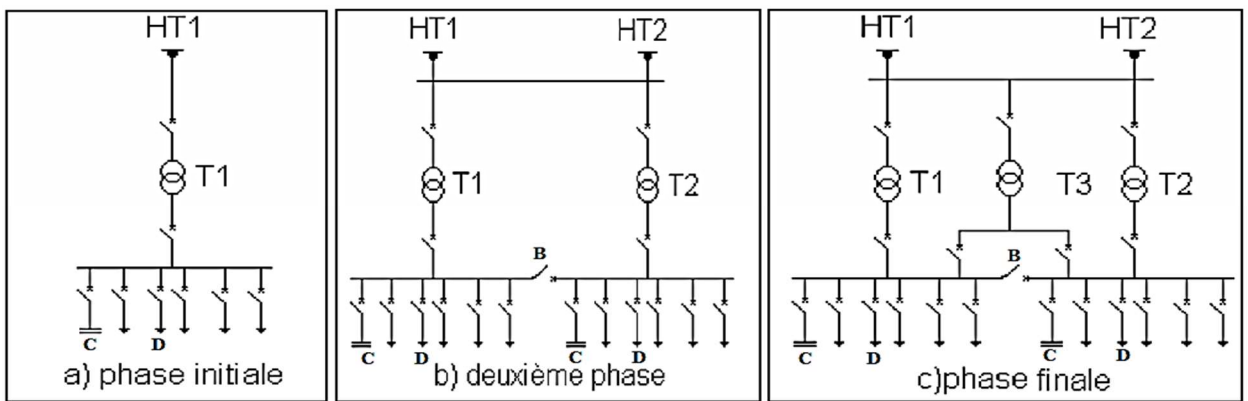 HT1
T1
C D
a) phase initiale
HT1 HT2
T1 T2
B
C D C D
b) deuxième phase
HT1 HT2
T1 T3 T2
B
C D C D
c)phase finale